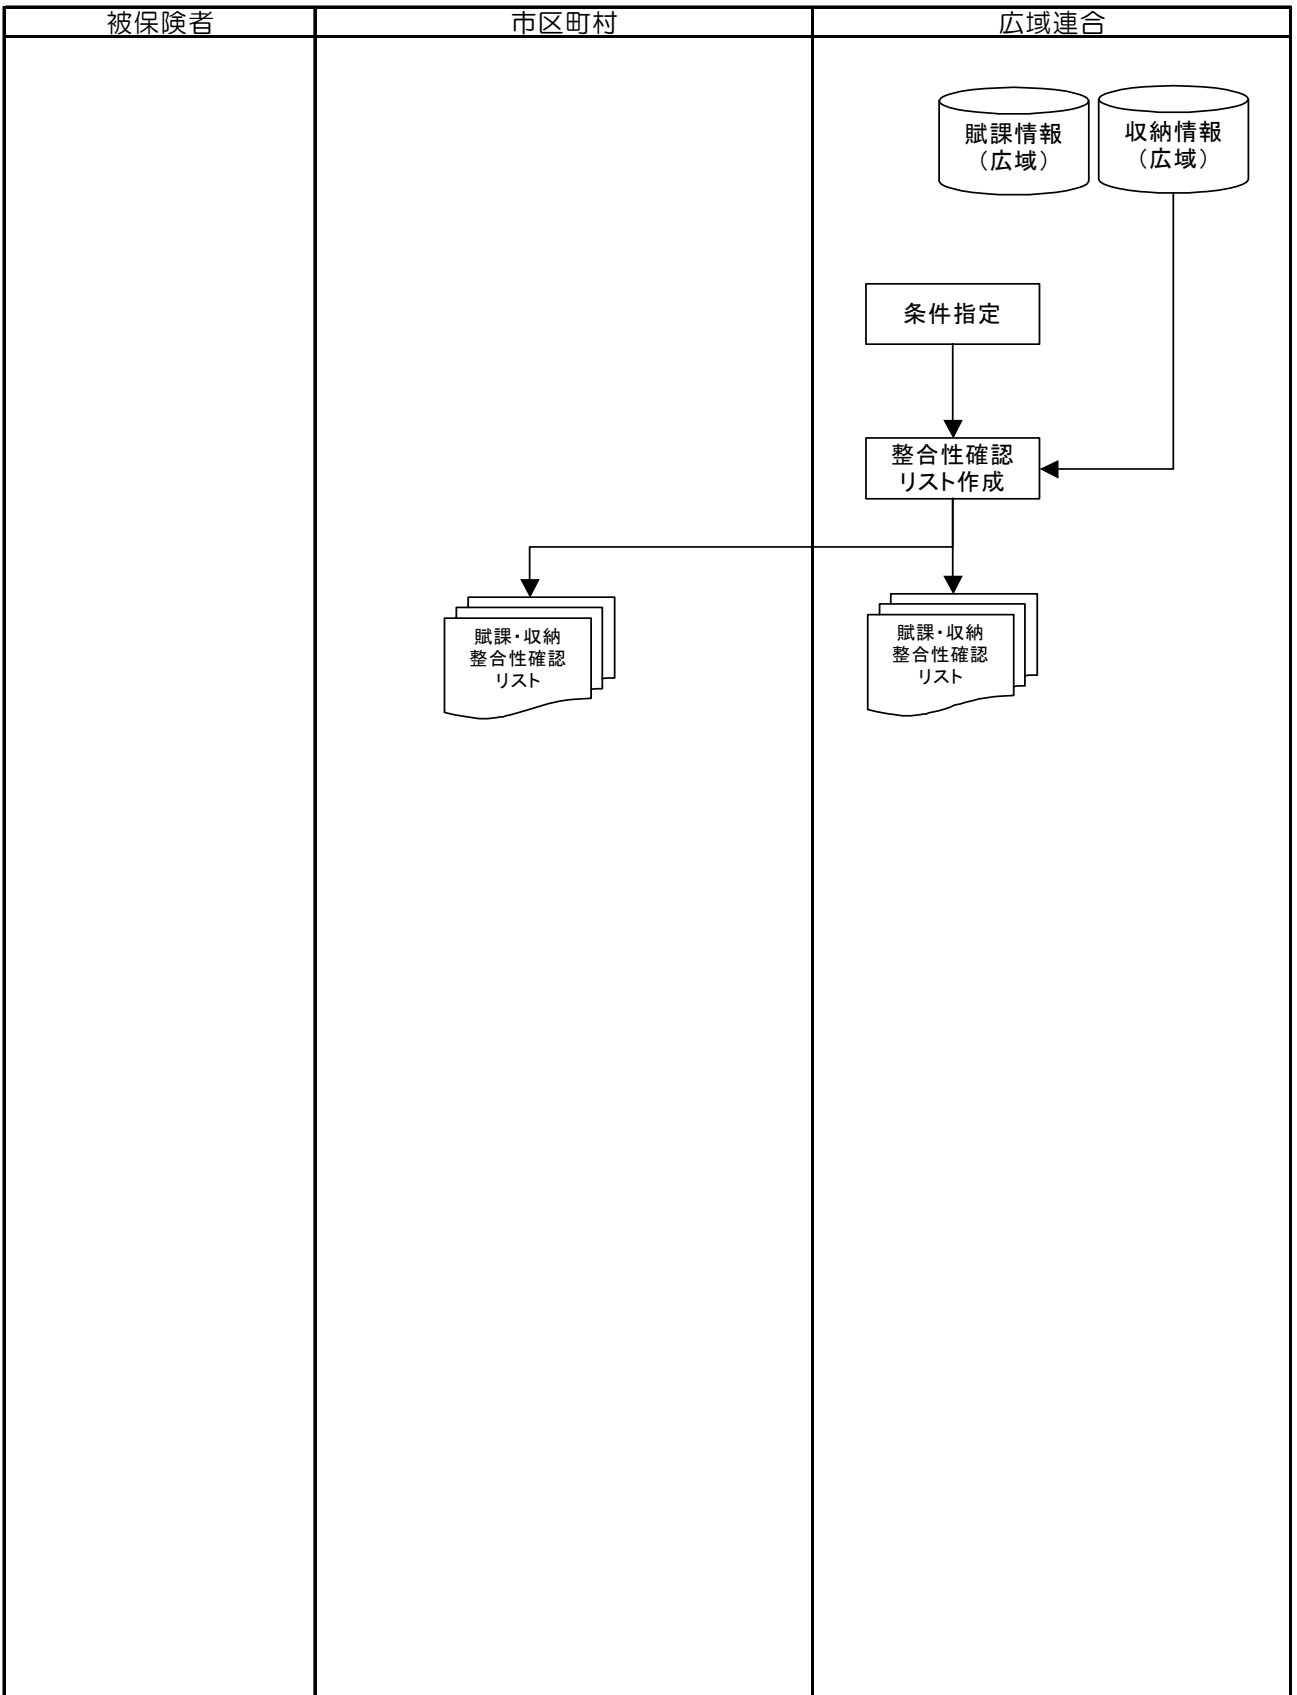 被保険者
市区町村
広域連合
賦課情報
（広域）
収納情報
（広域）
条件指定
整合性確認
リスト作成
賦課・収納
整合性確認
リスト
賦課・収納
整合性確認
リスト